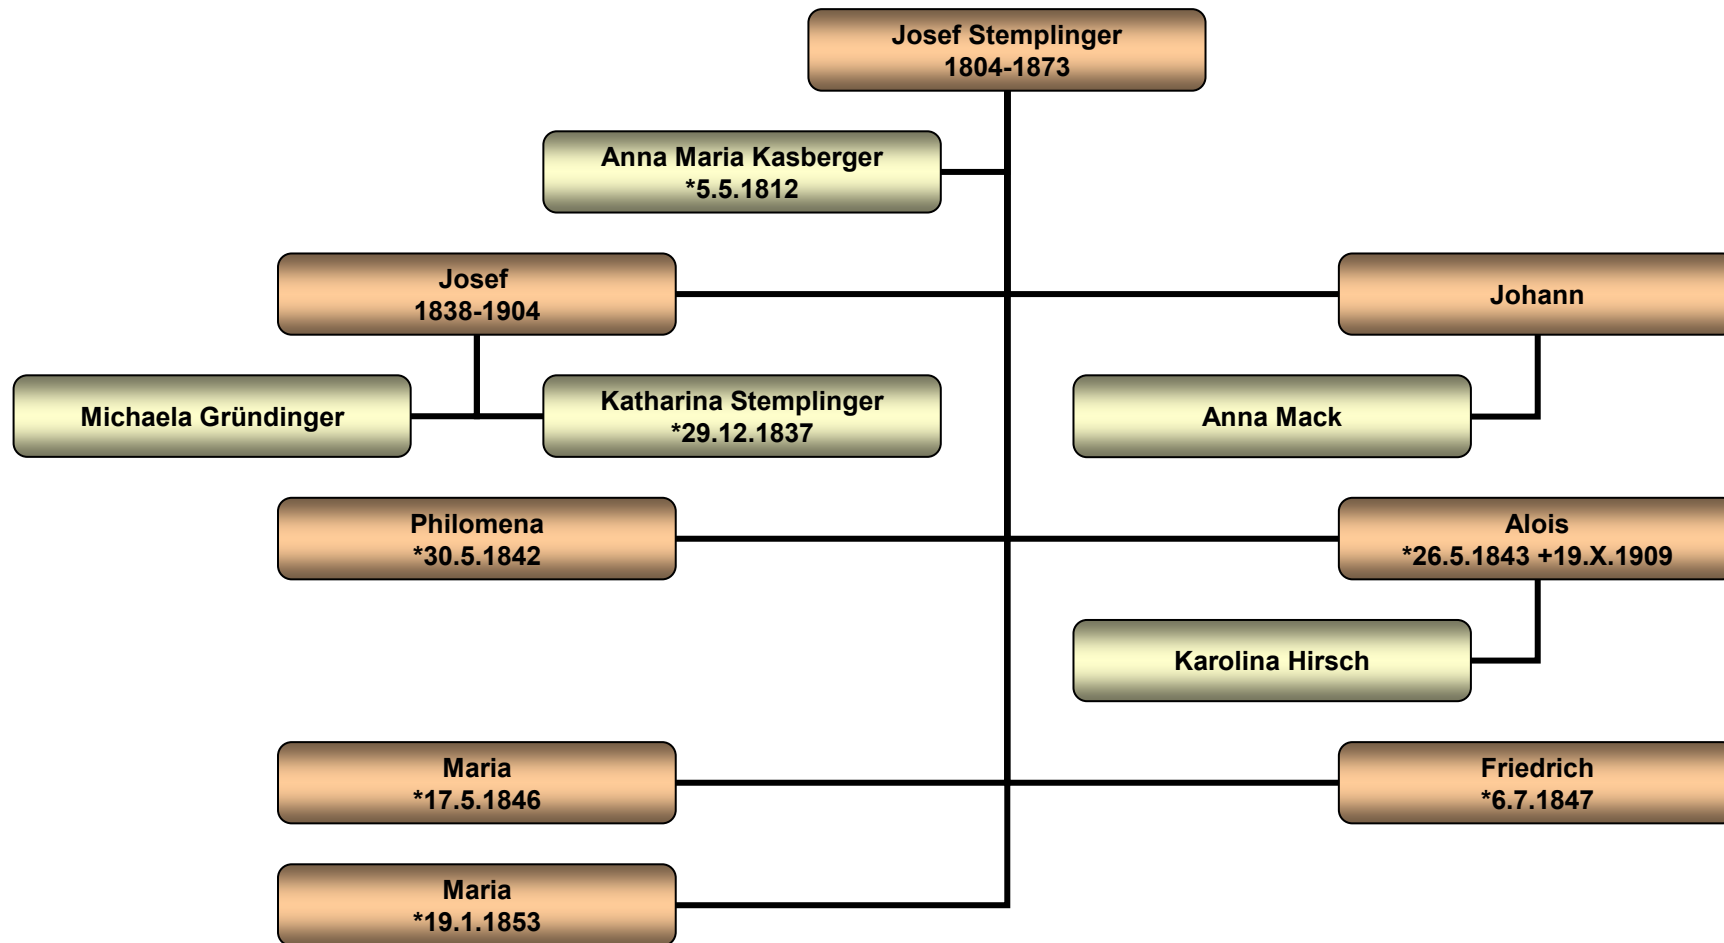 Josef Stemplinger
1804-1873
Anna Maria Kasberger
*5.5.1812
Josef
1838-1904
Johann
Michaela Gründinger
Katharina Stemplinger
*29.12.1837
Anna Mack
Philomena
*30.5.1842
Alois
*26.5.1843 +19.X.1909
Karolina Hirsch
Maria
*17.5.1846
Friedrich
*6.7.1847
Maria
*19.1.1853